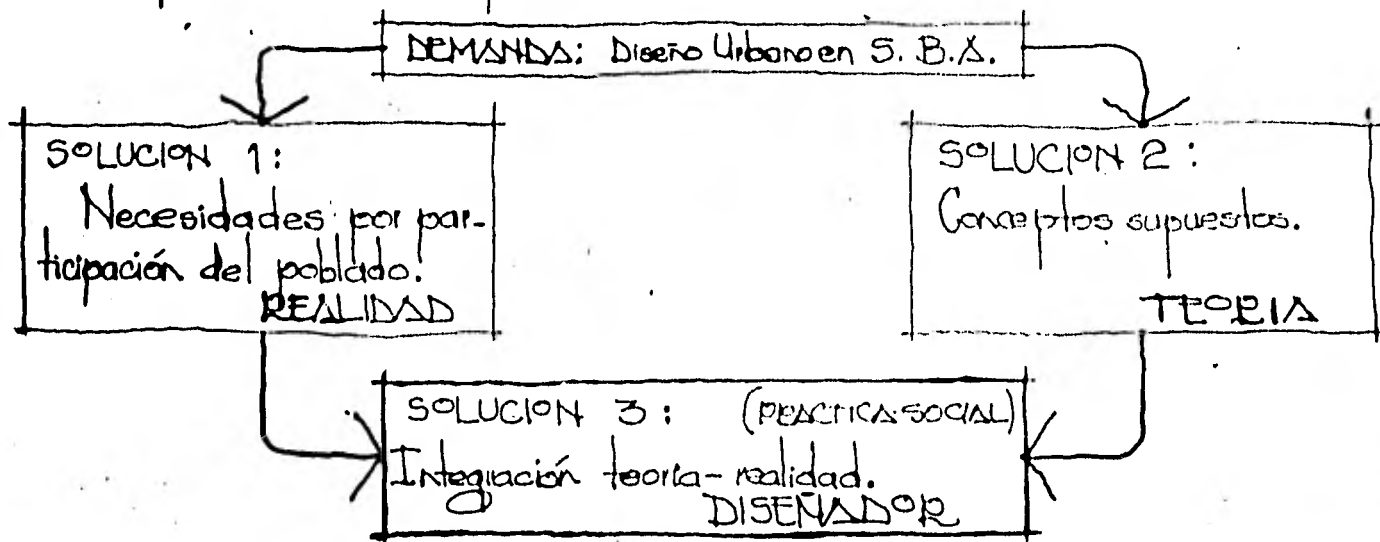 DEMANDA: Diseño Urbano en S.B.A.
SOLUCION 1:
Necesidades por par-
ticipación del poblado.
REALIDAD
SOLUCION 2:
Conceptos supuestos.
TEORIA
SOLUCION 3: (PRACTICA SOCIAL)
Integración teoría-realidad.
DISEÑADOR